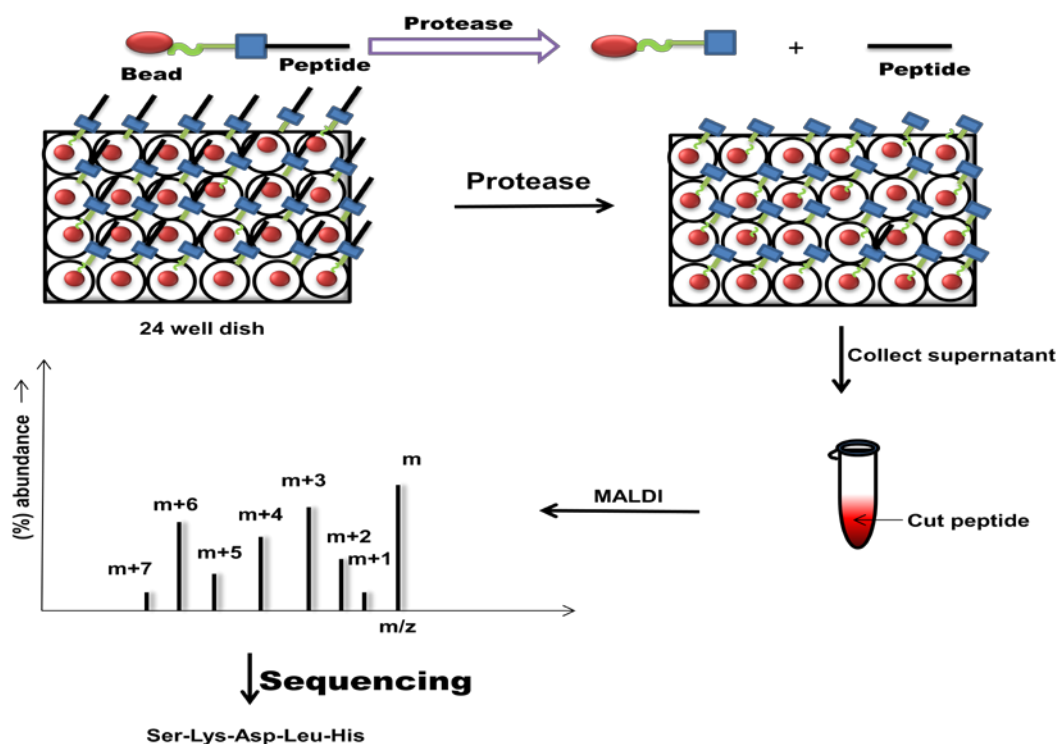 Protease
+
Bead
Peptide
Peptide
Protease
24 well dish
Collect supernatant
(%) abundance →
m
m+3
m+6
m+4
m+2
m+5
m+1
m+7
MALDI
Cut peptide
m/z
Sequencing
Ser-Lys-Asp-Leu-His